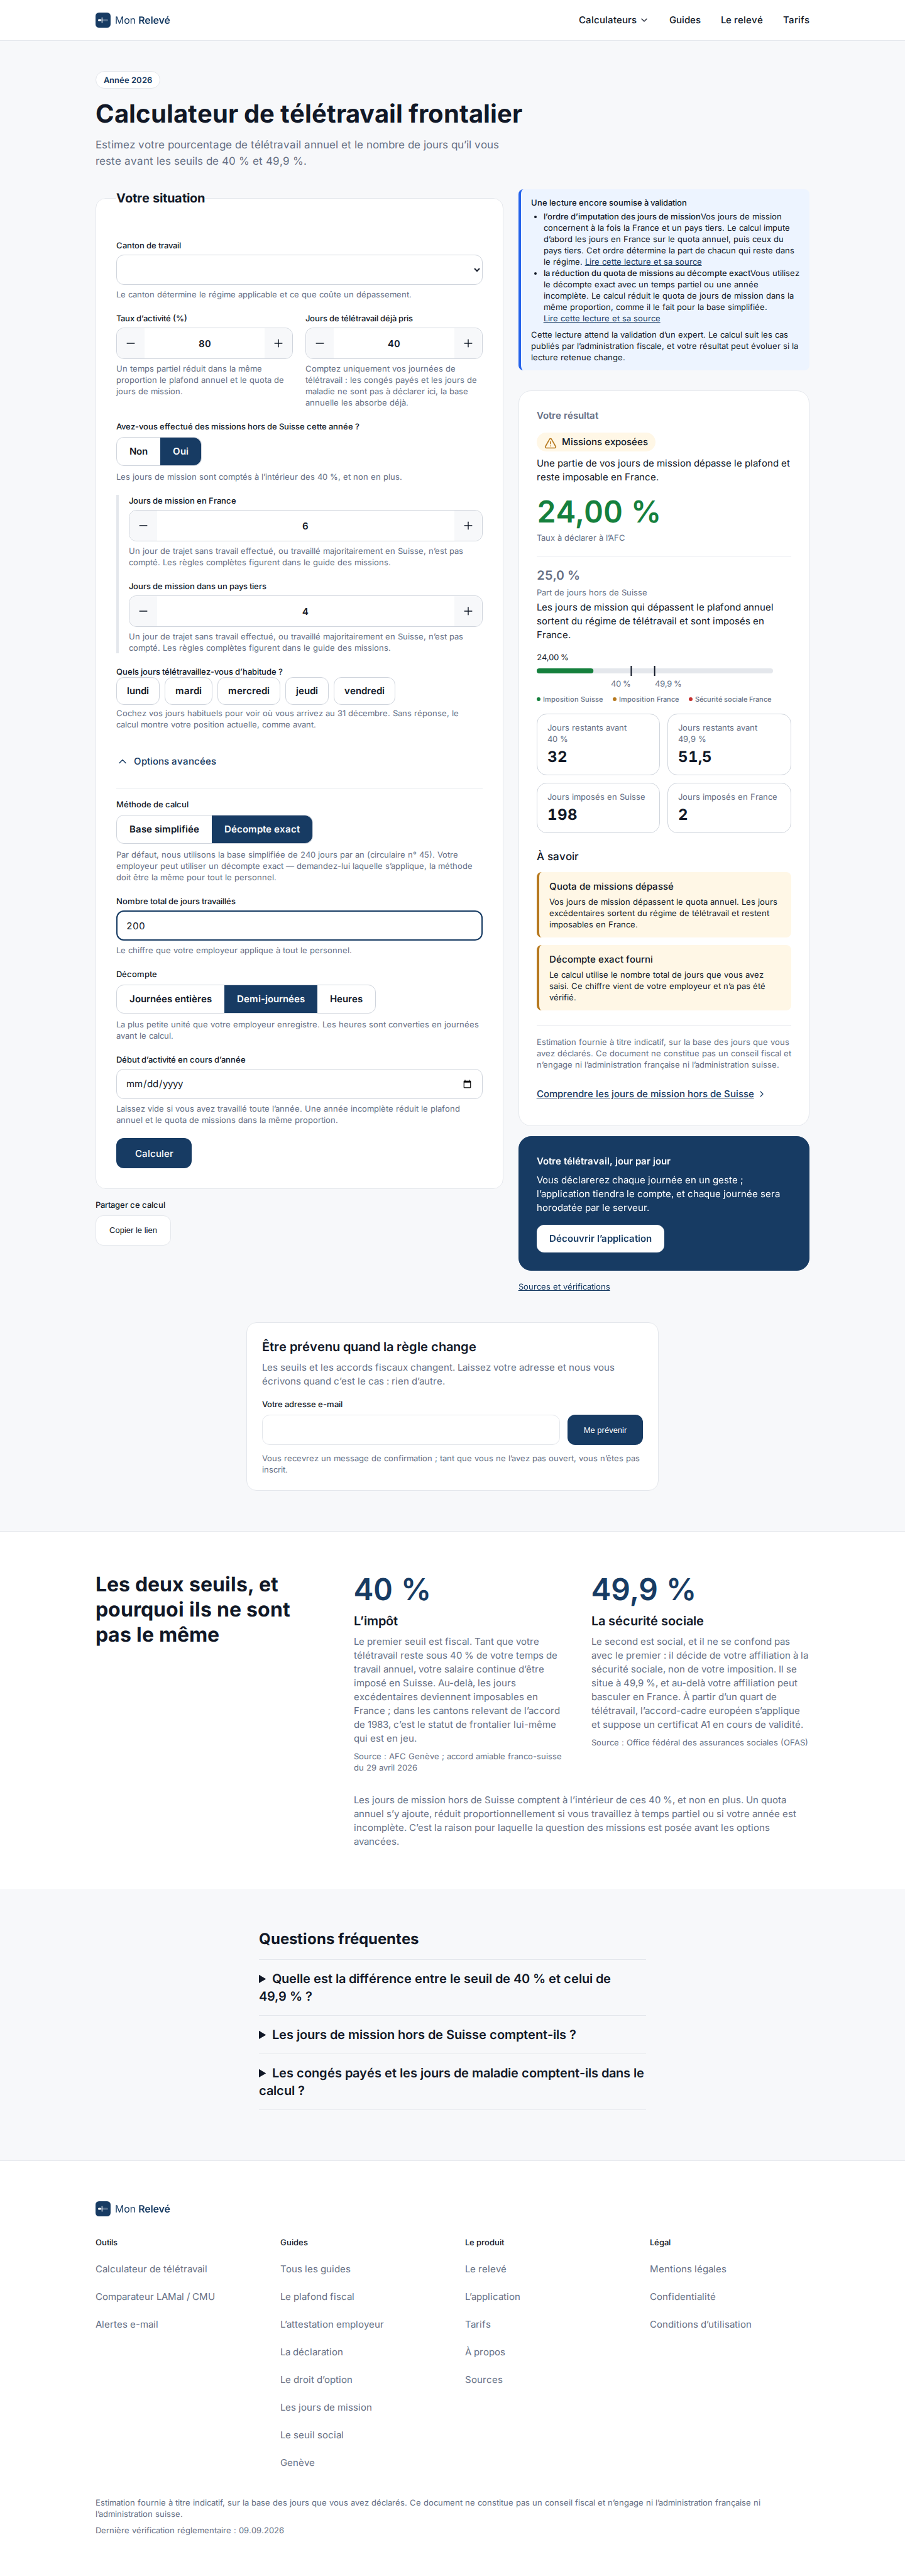 Mon Relevé
Calculateurs
Guides
Le relevé
Tarifs
Année 2026
Calculateur de télétravail frontalier
Estimez votre pourcentage de télétravail annuel et le nombre de jours qu’il vous
reste avant les seuils de 40 % et 49,9 %.
Votre situation
Canton de travail
Le canton détermine le régime applicable et ce que coûte un dépassement.
Taux d’activité (%)
80
Un temps partiel réduit dans la même
proportion le plafond annuel et le quota de
jours de mission.
Jours de télétravail déjà pris
40
Comptez uniquement vos journées de
télétravail : les congés payés et les jours de
maladie ne sont pas à déclarer ici, la base
annuelle les absorbe déjà.
Avez-vous effectué des missions hors de Suisse cette année ?
Non
Oui
Les jours de mission sont comptés à l’intérieur des 40 %, et non en plus.
Jours de mission en France
6
Un jour de trajet sans travail effectué, ou travaillé majoritairement en Suisse, n’est pas
compté. Les règles complètes figurent dans le guide des missions.
Jours de mission dans un pays tiers
4
Un jour de trajet sans travail effectué, ou travaillé majoritairement en Suisse, n’est pas
compté. Les règles complètes figurent dans le guide des missions.
Quels jours télétravaillez-vous d’habitude ?
lundi
mardi
mercredi
jeudi
vendredi
Cochez vos jours habituels pour voir où vous arrivez au 31 décembre. Sans réponse, le
calcul montre votre position actuelle, comme avant.
Options avancées
Méthode de calcul
Base simplifiée
Décompte exact
Par défaut, nous utilisons la base simplifiée de 240 jours par an (circulaire n° 45). Votre
employeur peut utiliser un décompte exact — demandez-lui laquelle s’applique, la méthode
doit être la même pour tout le personnel.
Nombre total de jours travaillés
200
Le chiffre que votre employeur applique à tout le personnel.
Décompte
Journées entières
Demi-journées
Heures
La plus petite unité que votre employeur enregistre. Les heures sont converties en journées
avant le calcul.
Début d’activité en cours d’année
mm/dd/yyyy
Laissez vide si vous avez travaillé toute l’année. Une année incomplète réduit le plafond
annuel et le quota de missions dans la même proportion.
Calculer
Partager ce calcul
Copier le lien
Une lecture encore soumise à validation
l’ordre d’imputation des jours de missionVos jours de mission
concernent à la fois la France et un pays tiers. Le calcul impute
d’abord les jours en France sur le quota annuel, puis ceux du
pays tiers. Cet ordre détermine la part de chacun qui reste dans
le régime. Lire cette lecture et sa source
la réduction du quota de missions au décompte exactVous utilisez
le décompte exact avec un temps partiel ou une année
incomplète. Le calcul réduit le quota de jours de mission dans la
même proportion, comme il le fait pour la base simplifiée.
Lire cette lecture et sa source
Cette lecture attend la validation d’un expert. Le calcul suit les cas
publiés par l’administration fiscale, et votre résultat peut évoluer si la
lecture retenue change.
Votre résultat
Missions exposées
Une partie de vos jours de mission dépasse le plafond et
reste imposable en France.
24,00 %
Taux à déclarer à l’AFC
25,0 %
Part de jours hors de Suisse
Les jours de mission qui dépassent le plafond annuel
sortent du régime de télétravail et sont imposés en
France.
24,00 %
40 %
49,9 %
Imposition Suisse
Imposition France
Sécurité sociale France
Jours restants avant
40 %
32
Jours restants avant
49,9 %
51,5
Jours imposés en Suisse
198
Jours imposés en France
2
À savoir
Quota de missions dépassé
Vos jours de mission dépassent le quota annuel. Les jours
excédentaires sortent du régime de télétravail et restent
imposables en France.
Décompte exact fourni
Le calcul utilise le nombre total de jours que vous avez
saisi. Ce chiffre vient de votre employeur et n’a pas été
vérifié.
Estimation fournie à titre indicatif, sur la base des jours que vous
avez déclarés. Ce document ne constitue pas un conseil fiscal et
n’engage ni l’administration française ni l’administration suisse.
Comprendre les jours de mission hors de Suisse
Votre télétravail, jour par jour
Vous déclarerez chaque journée en un geste ;
l’application tiendra le compte, et chaque journée sera
horodatée par le serveur.
Découvrir l’application
Sources et vérifications
Être prévenu quand la règle change
Les seuils et les accords fiscaux changent. Laissez votre adresse et nous vous
écrivons quand c’est le cas : rien d’autre.
Votre adresse e-mail
Me prévenir
Vous recevrez un message de confirmation ; tant que vous ne l’avez pas ouvert, vous n’êtes pas
inscrit.
Les deux seuils, et
pourquoi ils ne sont
pas le même
40 %
L’impôt
Le premier seuil est fiscal. Tant que votre
télétravail reste sous 40 % de votre temps de
travail annuel, votre salaire continue d’être
imposé en Suisse. Au-delà, les jours
excédentaires deviennent imposables en
France ; dans les cantons relevant de l’accord
de 1983, c’est le statut de frontalier lui-même
qui est en jeu.
Source : AFC Genève ; accord amiable franco-suisse
du 29 avril 2026
49,9 %
La sécurité sociale
Le second est social, et il ne se confond pas
avec le premier : il décide de votre affiliation à la
sécurité sociale, non de votre imposition. Il se
situe à 49,9 %, et au-delà votre affiliation peut
basculer en France. À partir d’un quart de
télétravail, l’accord-cadre européen s’applique
et suppose un certificat A1 en cours de validité.
Source : Office fédéral des assurances sociales (OFAS)
Les jours de mission hors de Suisse comptent à l’intérieur de ces 40 %, et non en plus. Un quota
annuel s’y ajoute, réduit proportionnellement si vous travaillez à temps partiel ou si votre année est
incomplète. C’est la raison pour laquelle la question des missions est posée avant les options
avancées.
Questions fréquentes
Quelle est la différence entre le seuil de 40 % et celui de
49,9 % ?
Les jours de mission hors de Suisse comptent-ils ?
Les congés payés et les jours de maladie comptent-ils dans le
calcul ?
Mon Relevé
Outils
Calculateur de télétravail
Comparateur LAMal / CMU
Alertes e-mail
Guides
Tous les guides
Le plafond fiscal
L’attestation employeur
La déclaration
Le droit d’option
Les jours de mission
Le seuil social
Genève
Le produit
Le relevé
L’application
Tarifs
À propos
Sources
Légal
Mentions légales
Confidentialité
Conditions d’utilisation
Estimation fournie à titre indicatif, sur la base des jours que vous avez déclarés. Ce document ne constitue pas un conseil fiscal et n’engage ni l’administration française ni
l’administration suisse.
Dernière vérification réglementaire : 09.09.2026